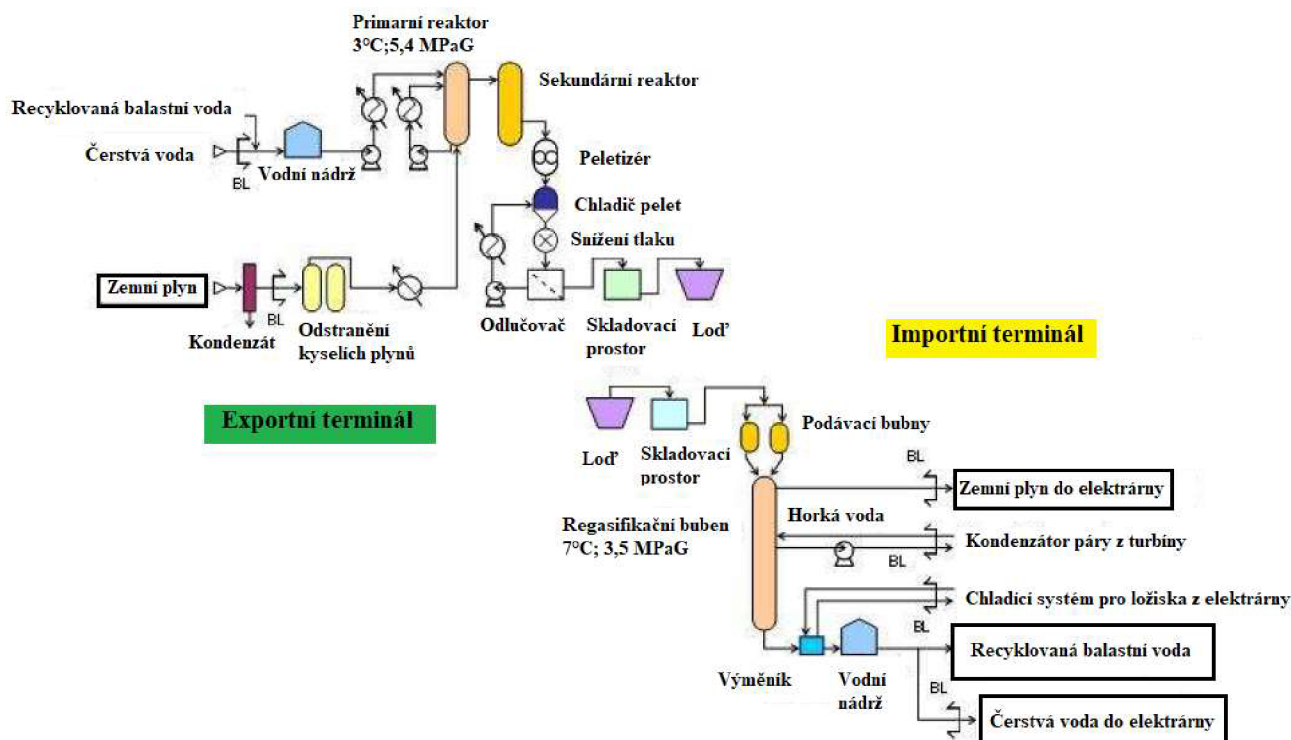 Primarní reaktor
3°C;5,4 MPaG
Sekundární reaktor
Recyklovaná balastní voda
Čerstvá voda
BL
Vodní nádrž
Peletizér
Chladič pelet
Snížení tlaku
Zemní plyn
BL
Kondenzát
Odstranění
kyselích plynů
Odlučovač
Skladovací
prostor
Loď
Importní terminál
Exportní terminál
Loď
Skladovací
prostor
Podávací bubny
BL
Zemní plyn do elektrárny
Regasifikační buben
7°C; 3,5 MPaG
Horká voda
Kondenzátor páry z turbíny
BL
Chladící systém pro ložiska z elektrárny
BL
Recyklovaná balastní voda
Výměník
Vodní
nádrž
BL
Čerstvá voda do elektrárny